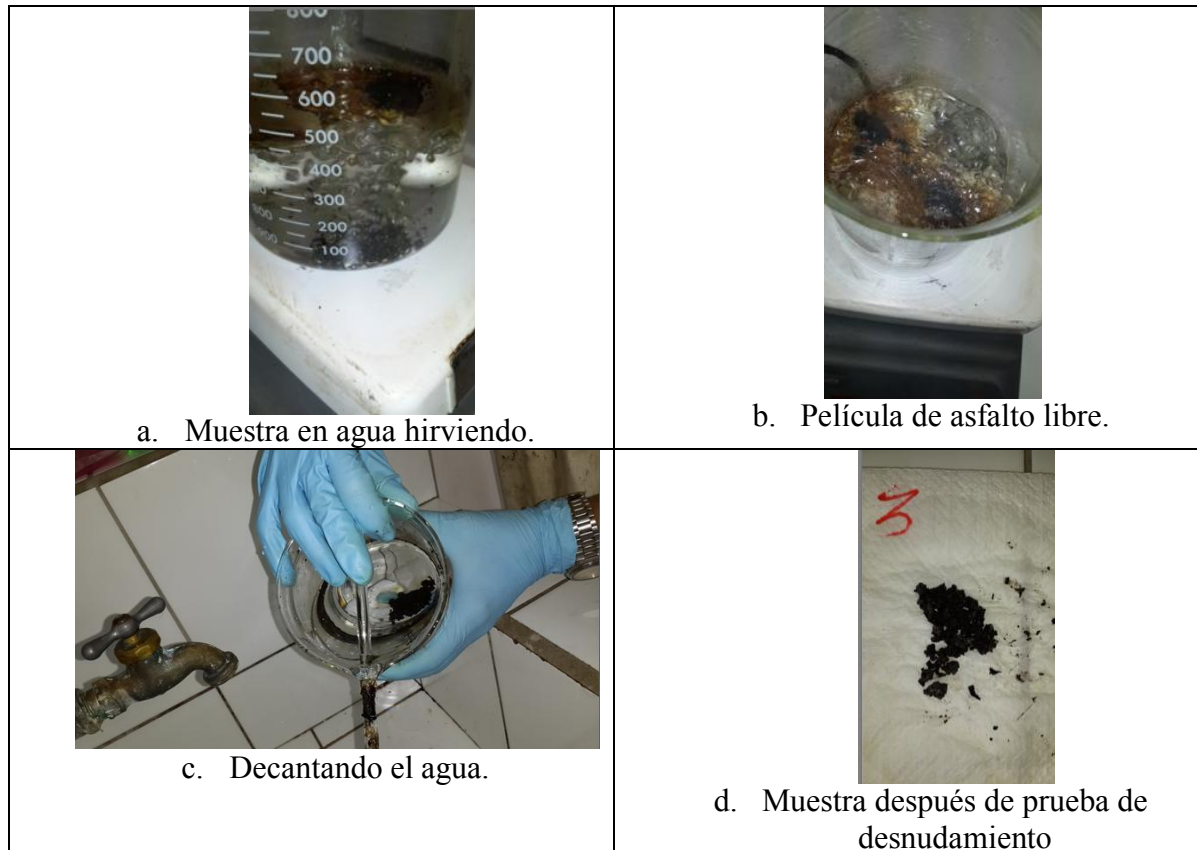 800
700
600
500
400
300
200
100
a. Muestra en agua hirviendo.
b. Película de asfalto libre.
c. Decantando el agua.
3
d. Muestra después de prueba de
desnudamiento